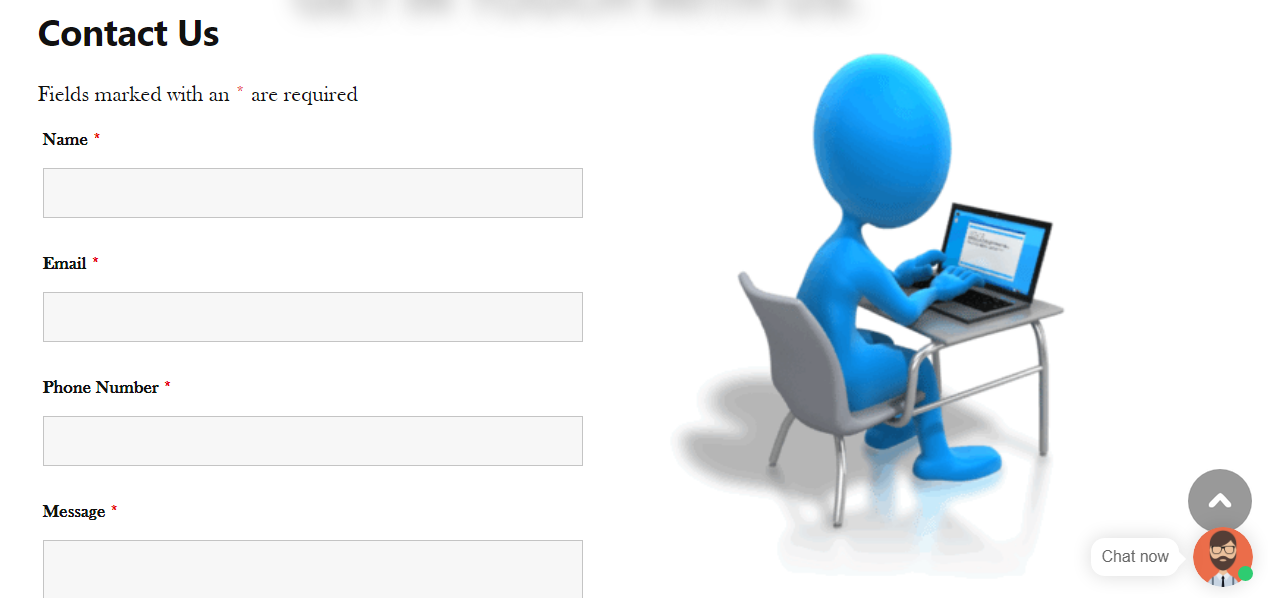 Contact Us
Fields marked with an * are required
Name *
Email *
Phone Number *
Message *
Chat now